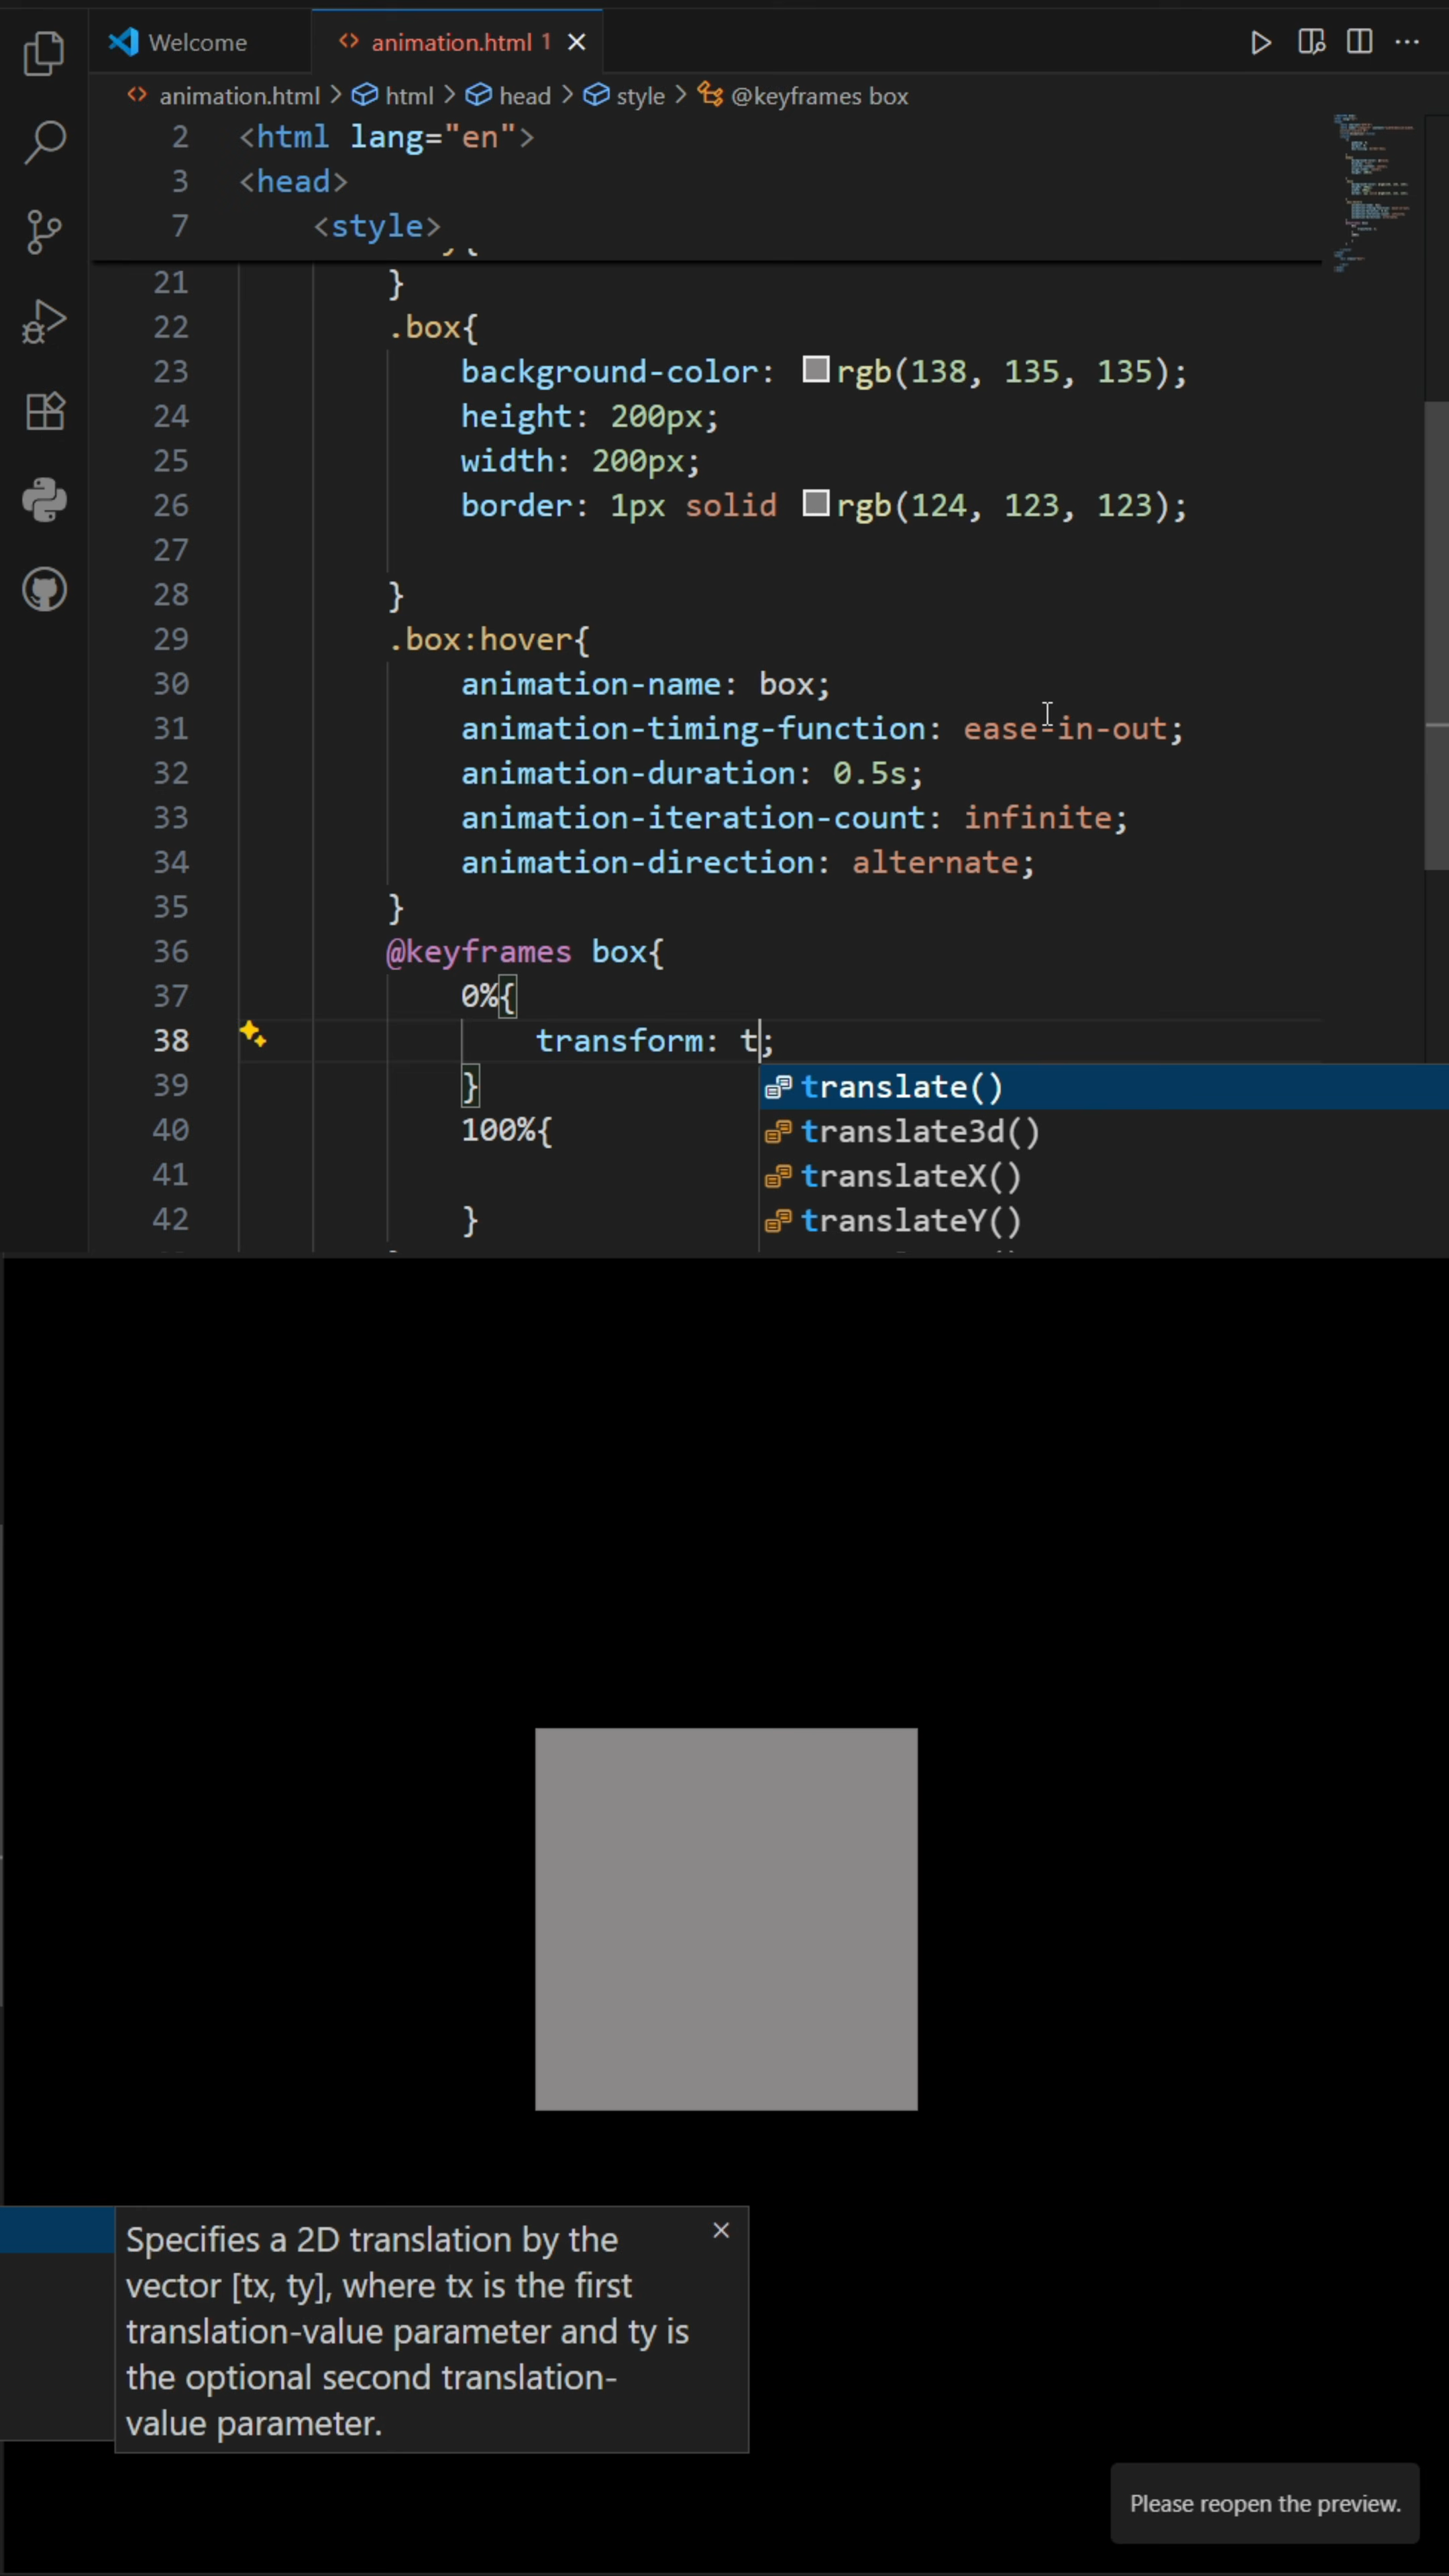 Welcome
animation.html 1
animation.html > html > head > style > @keyframes box
2 <html lang="en">
3 <head>
7 <style>
21 }
22 .box{
23 background-color: rgb(138, 135, 135);
24 height: 200px;
25 width: 200px;
26 border: 1px solid rgb(124, 123, 123);
27
28 }
29 .box:hover{
30 animation-name: box;
31 animation-timing-function: ease-in-out;
32 animation-duration: 0.5s;
33 animation-iteration-count: infinite;
34 animation-direction: alternate;
35 }
36 @keyframes box{
37 0%{
38 transform: t;
39 }
translate()
translate3d()
translateX()
translateY()
40 100%{
41
42 }
Specifies a 2D translation by the
vector [tx, ty], where tx is the first
translation-value parameter and ty is
the optional second translation-
value parameter.
Please reopen the preview.